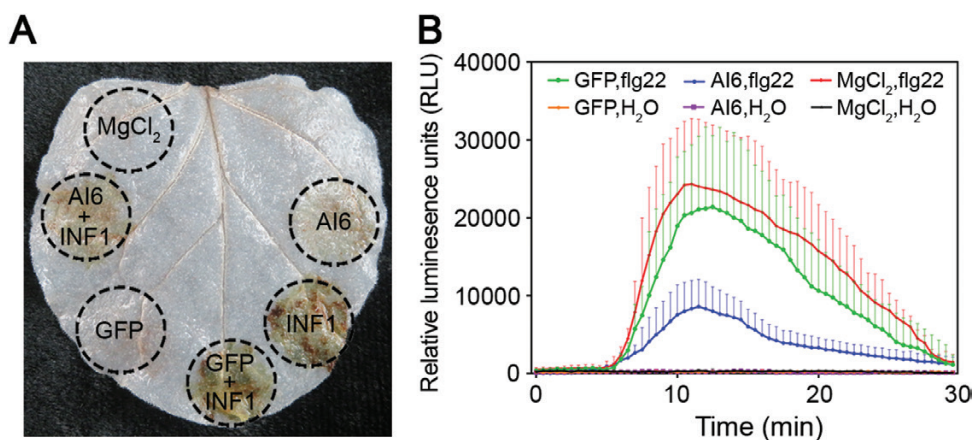 A
MgCl₂
AI6
+
INF1
AI6
GFP
INF1
GFP
+
INF1
B
Relative luminesence units (RLU)
40000
30000
20000
10000
0
GFP,flg22
AI6,flg22
MgCl₂,flg22
GFP,H₂O
AI6,H₂O
MgCl₂,H₂O
0
10
20
30
Time (min)